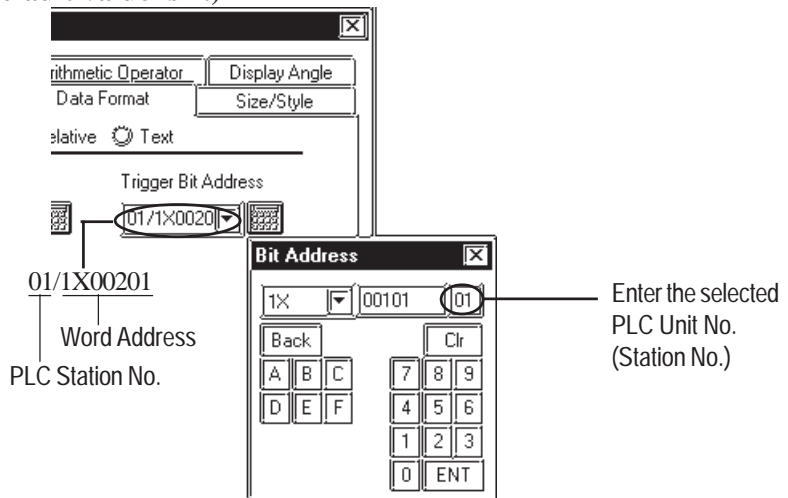 rithmetic Operator Display Angle
Data Format Size/Style
elative Text
Trigger Bit Address
01/1X0020
01/1X00201
Word Address
PLC Station No.
Bit Address
1X 00101 01
Back Clr
A B C 7 8 9
D E F 4 5 6
1 2 3
0 ENT
Enter the selected
PLC Unit No.
(Station No.)